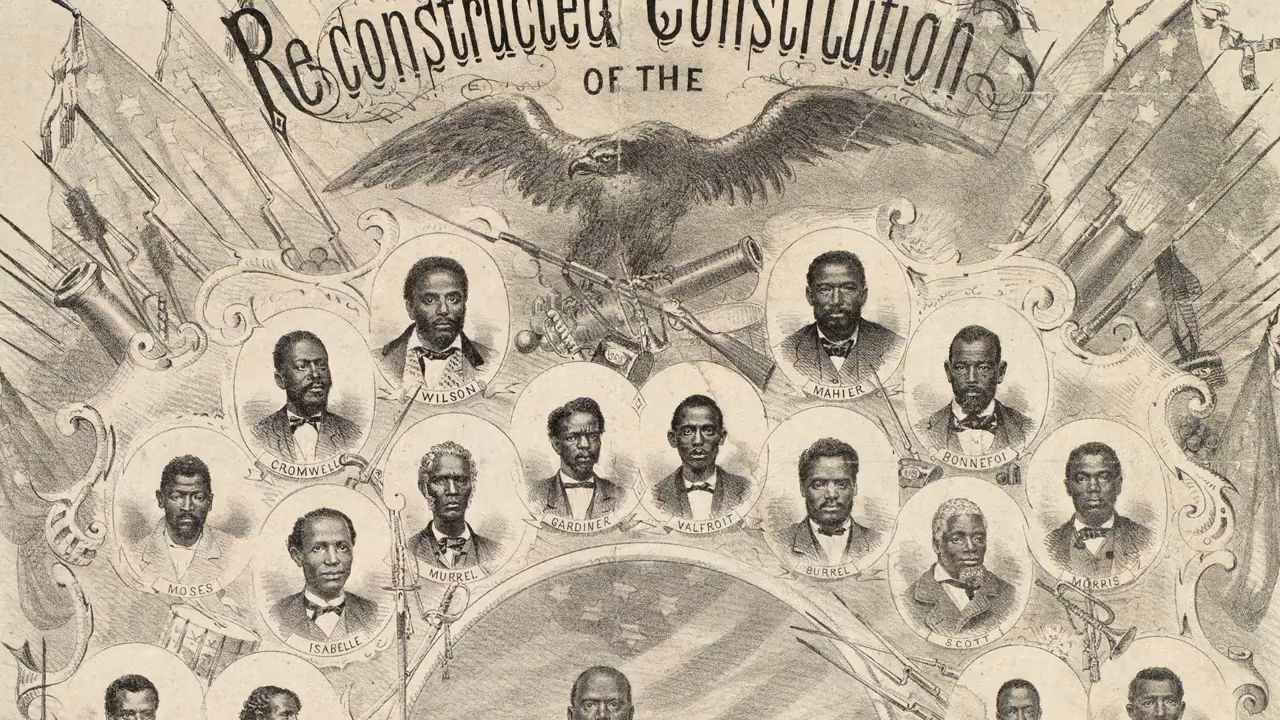 Reconstructed Constitution
OF THE
WILSON
MAHIER
CROMWELL
BONNEFOI
GARDINER
VALFROIT
MOSES
MURREL
BURREL
MORRIS
ISABELLE
SCOTT